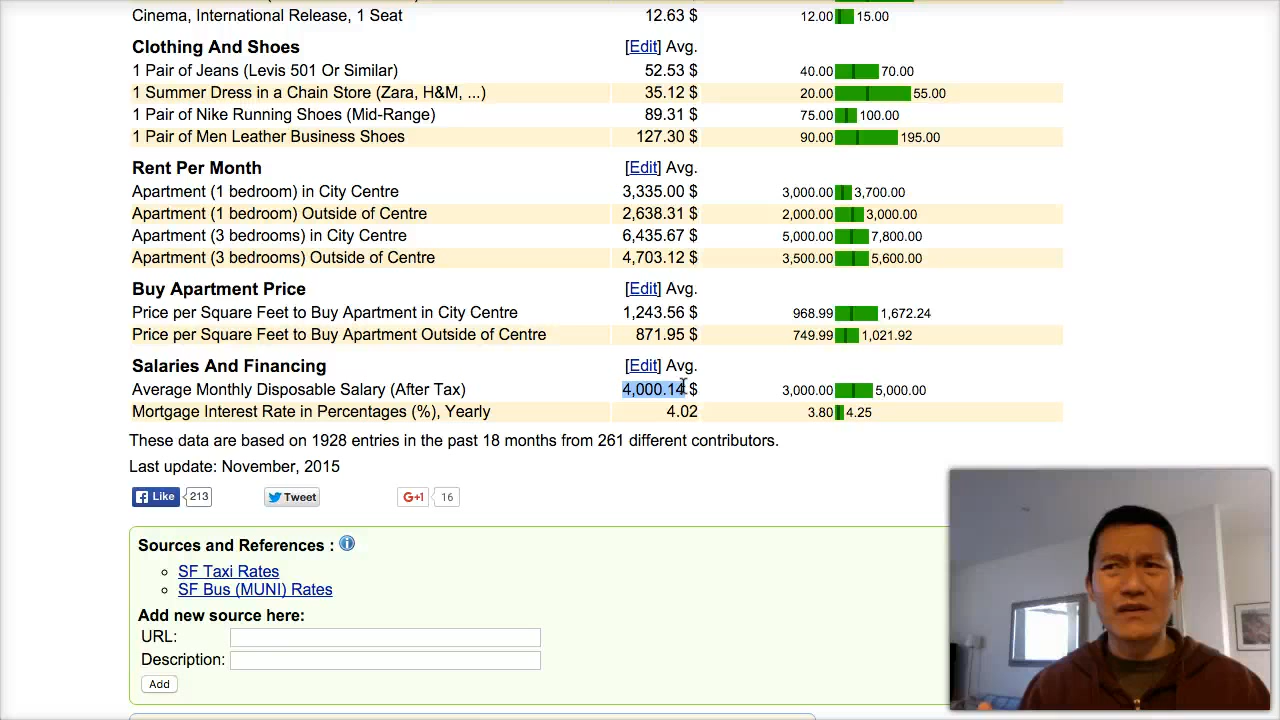 Cinema, International Release, 1 Seat 12.63 $ 12.00 15.00
Clothing And Shoes [Edit] Avg.
1 Pair of Jeans (Levis 501 Or Similar) 52.53 $ 40.00 70.00
1 Summer Dress in a Chain Store (Zara, H&M, ...) 35.12 $ 20.00 55.00
1 Pair of Nike Running Shoes (Mid-Range) 89.31 $ 75.00 100.00
1 Pair of Men Leather Business Shoes 127.30 $ 90.00 195.00
Rent Per Month [Edit] Avg.
Apartment (1 bedroom) in City Centre 3,335.00 $ 3,000.00 3,700.00
Apartment (1 bedroom) Outside of Centre 2,638.31 $ 2,000.00 3,000.00
Apartment (3 bedrooms) in City Centre 6,435.67 $ 5,000.00 7,800.00
Apartment (3 bedrooms) Outside of Centre 4,703.12 $ 3,500.00 5,600.00
Buy Apartment Price [Edit] Avg.
Price per Square Feet to Buy Apartment in City Centre 1,243.56 $ 968.99 1,672.24
Price per Square Feet to Buy Apartment Outside of Centre 871.95 $ 749.99 1,021.92
Salaries And Financing [Edit] Avg.
Average Monthly Disposable Salary (After Tax) 4,000.14 $ 3,000.00 5,000.00
Mortgage Interest Rate in Percentages (%), Yearly 4.02 3.80 4.25
These data are based on 1928 entries in the past 18 months from 261 different contributors.
Last update: November, 2015
Like 213 Tweet G+1 16
Sources and References :
SF Taxi Rates
SF Bus (MUNI) Rates
Add new source here:
URL:
Description:
Add